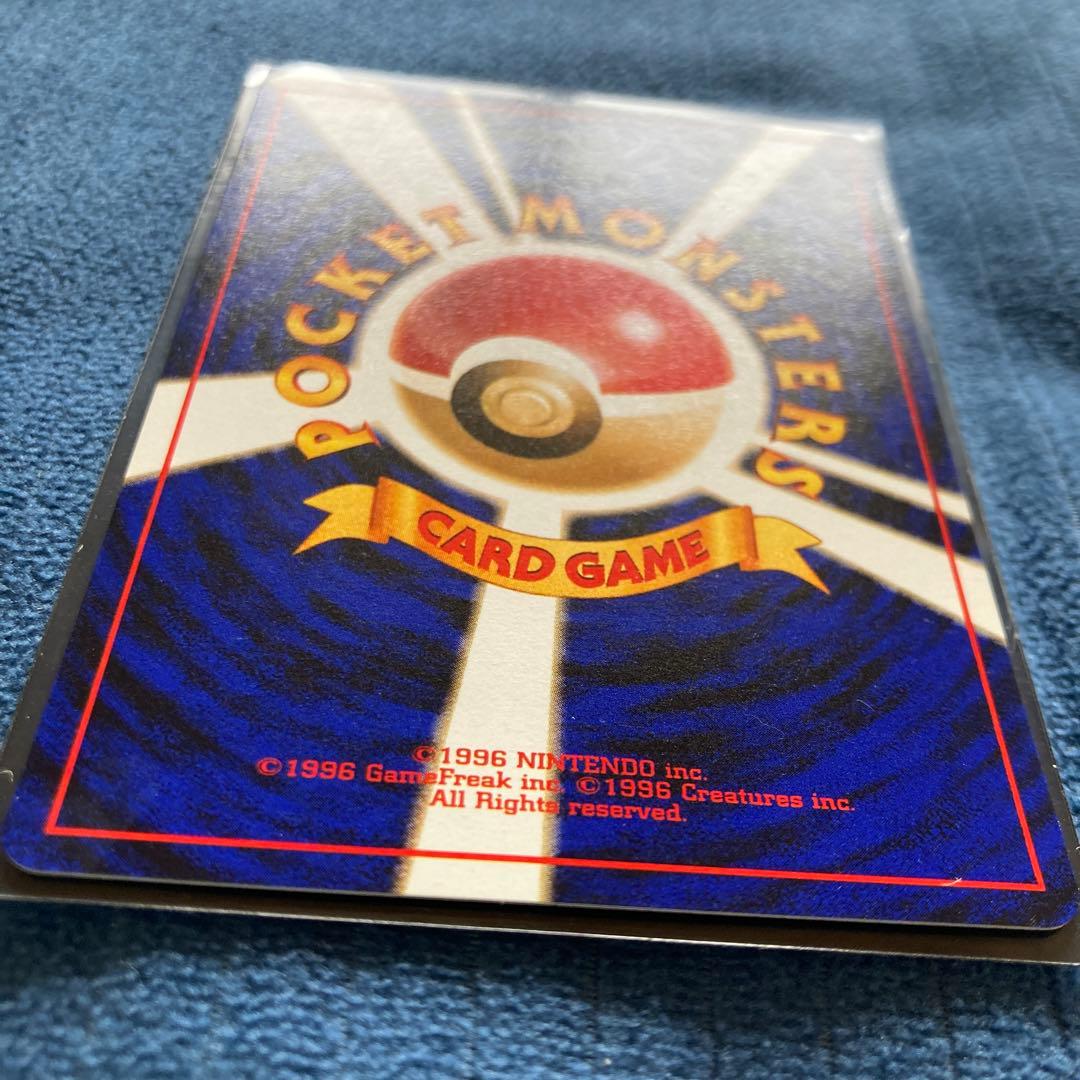 POCKET MONSTERS
CARD GAME
©1996 NINTENDO inc.
©1996 GameFreak inc. ©1996 Creatures inc.
All Rights reserved.